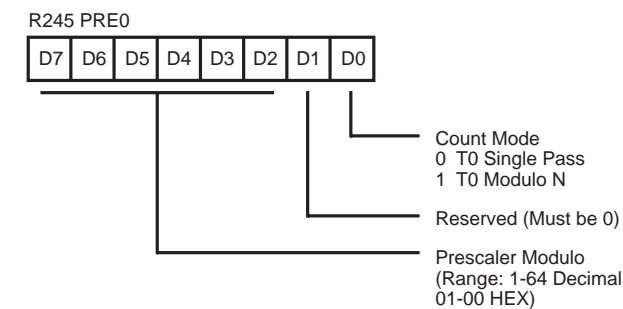 R245 PRE0
D7 D6 D5 D4 D3 D2 D1 D0
Count Mode
0 T0 Single Pass
1 T0 Modulo N
Reserved (Must be 0)
Prescaler Modulo
(Range: 1-64 Decimal
01-00 HEX)